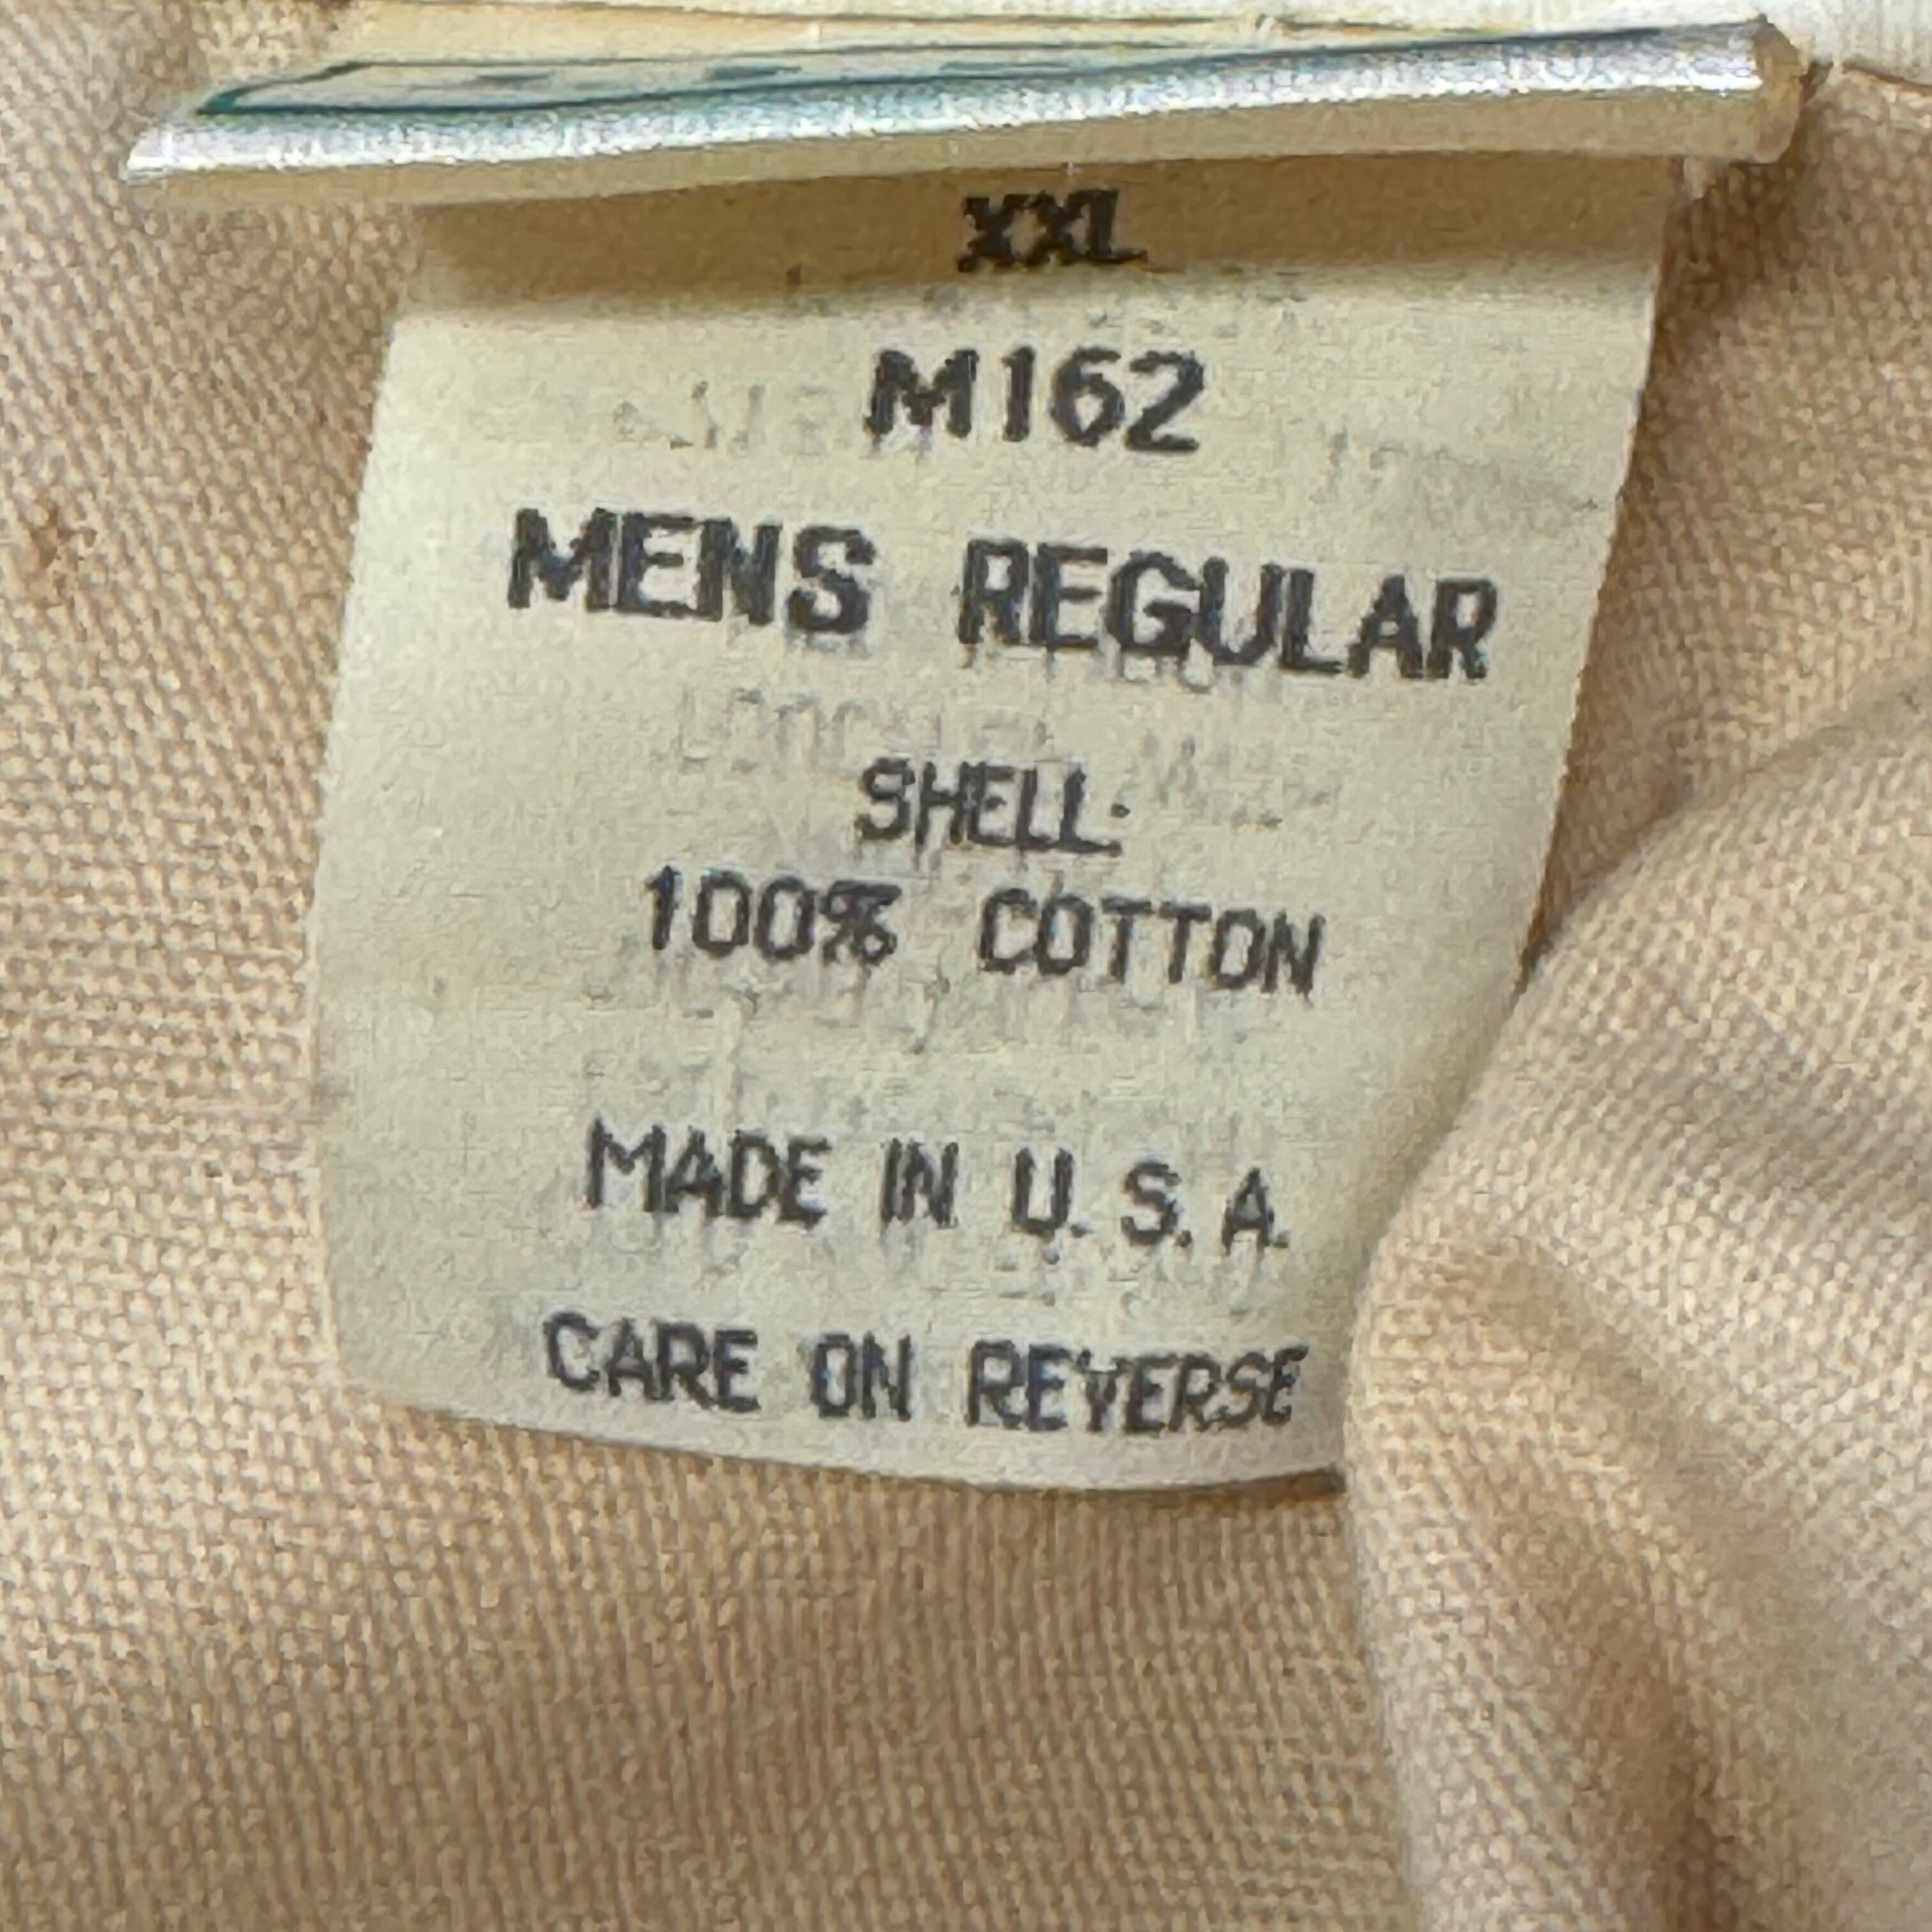 XXL
M162
MENS REGULAR
SHELL:
100% COTTON
MADE IN U.S.A.
CARE ON REVERSE